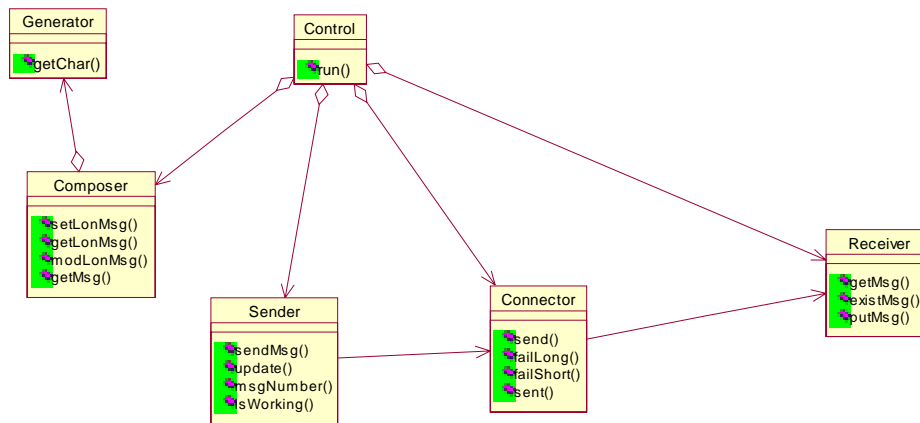 Generator
getChar()
Control
run()
Composer
setLonMsg()
getLonMsg()
modLonMsg()
getMsg()
Sender
sendMsg()
update()
msgNumber()
isWorking()
Connector
send()
failLong()
failShort()
sent()
Receiver
getMsg()
existMsg()
putMsg()